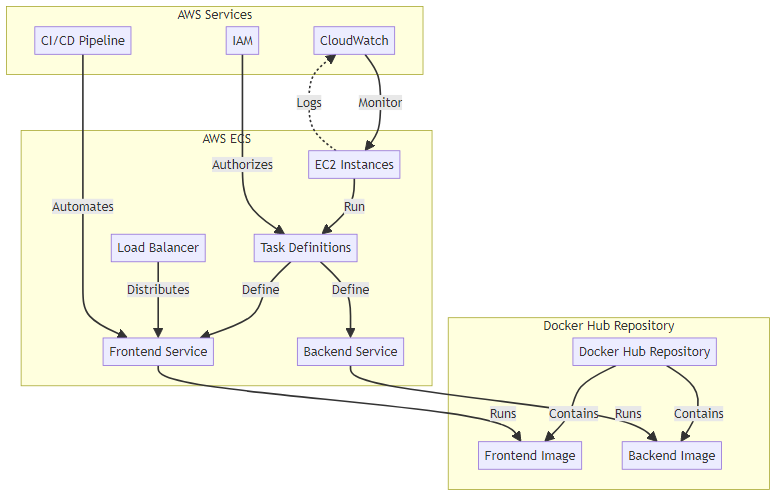 AWS Services
CI/CD Pipeline
IAM
CloudWatch
Logs
Monitor
AWS ECS
EC2 Instances
Authorizes
Automates
Run
Load Balancer
Task Definitions
Distributes
Define
Define
Docker Hub Repository
Frontend Service
Backend Service
Docker Hub Repository
Runs
Contains
Runs
Contains
Frontend Image
Backend Image